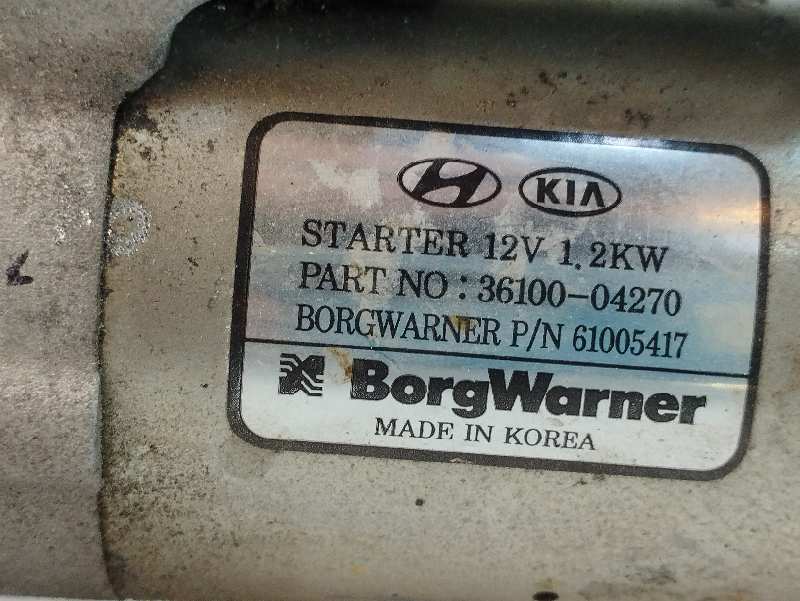 KIA
STARTER 12V 1.2KW
PART NO : 36100-04270
BORGWARNER P/N 61005417
BorgWarner
MADE IN KOREA